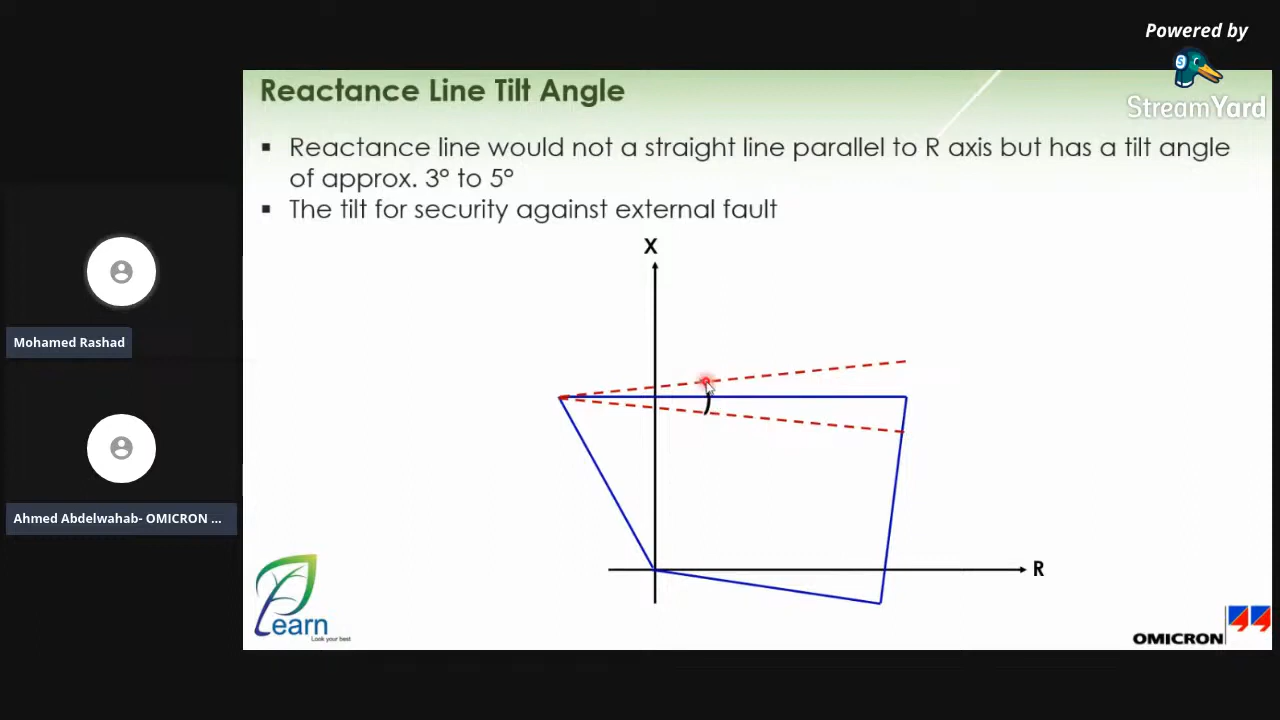 Powered by
StreamYard
Reactance Line Tilt Angle
▪ Reactance line would not a straight line parallel to R axis but has a tilt angle
of approx. 3° to 5°
▪ The tilt for security against external fault
X
R
Mohamed Rashad
Ahmed Abdelwahab- OMICRON ...
Learn
Look your best
OMICRON